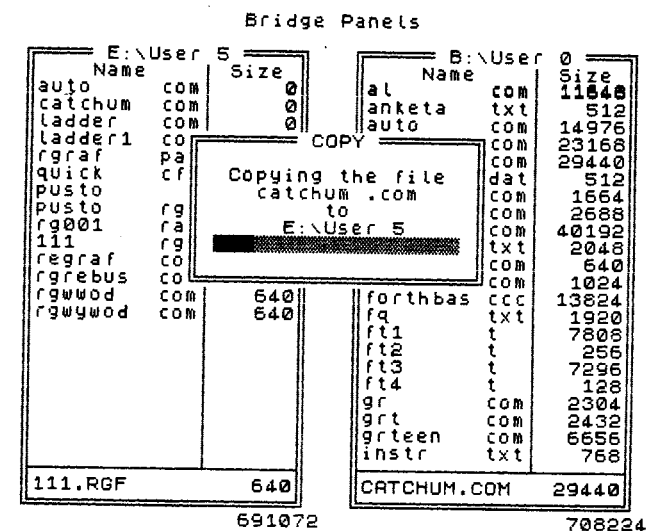 Bridge Panels
E:\User 5
Name Size
auto com 0
catchum com 0
ladder com 0
ladder1 co
rgraf pa
quick cf
pusto
pusto rg
rg001 ra
111 rg
regraf co
rgrebus co
rgwwod com 640
rgwywod com 640
111.RGF 640
691072
B:\User 0
Name Size
al com 11648
anketa txt 512
auto com 14976
com 23168
com 29440
dat 512
com 1664
com 2688
com 40192
txt 2048
com 640
com 1024
forthbas ccc 13824
fq txt 1920
ft1 t 7808
ft2 t 256
ft3 t 7296
ft4 t 128
gr com 2304
grt com 2432
grteen com 6656
instr txt 768
CATCHUM.COM 29440
708224
COPY
Copying the file
catchum .com
to
E:\User 5